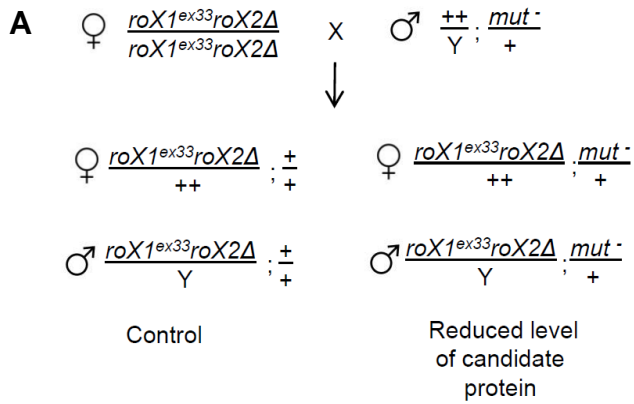 A
♀ roX1ex33roX2Δ X ♂ ++ ; mut -
roX1ex33roX2Δ Y +
♀ roX1ex33roX2Δ ; + ♀ roX1ex33roX2Δ ; mut -
++ + ++ +
♂ roX1ex33roX2Δ ; + ♂ roX1ex33roX2Δ ; mut -
Y + Y +
Control
Reduced level
of candidate
protein